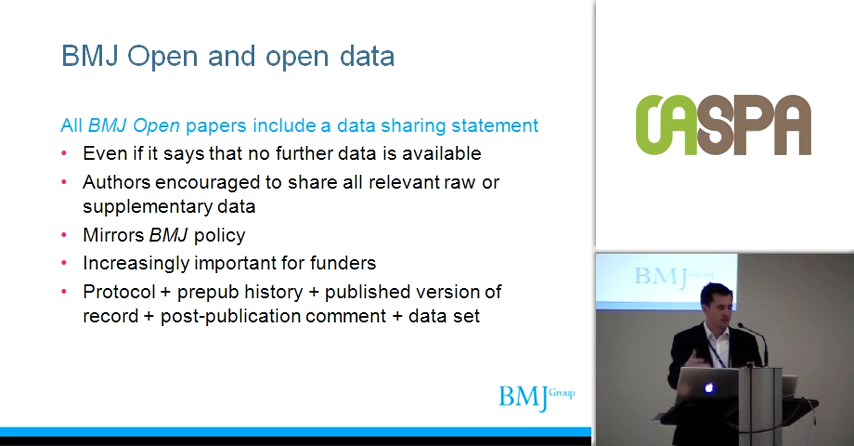 BMJ Open and open data
All BMJ Open papers include a data sharing statement
• Even if it says that no further data is available
• Authors encouraged to share all relevant raw or
supplementary data
• Mirrors BMJ policy
• Increasingly important for funders
• Protocol + prepub history + published version of
record + post-publication comment + data set
BMJ Group
OASPA
BMJ Group